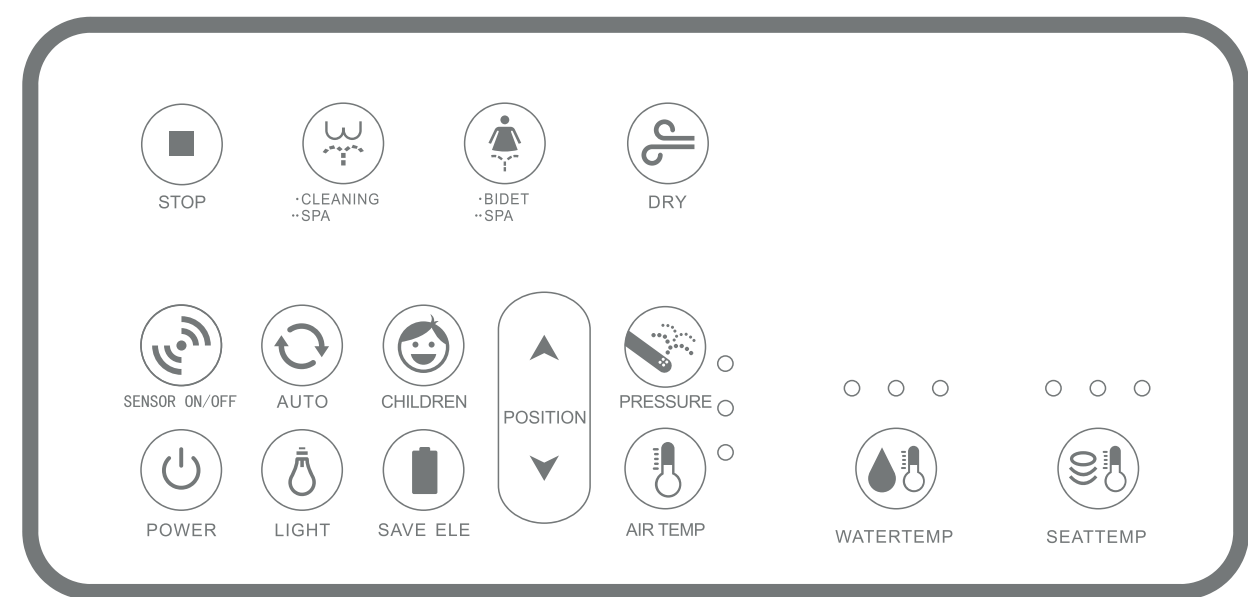 STOP
·CLEANING
··SPA
·BIDET
··SPA
DRY
SENSOR ON/OFF
AUTO
CHILDREN
POSITION
PRESSURE
POWER
LIGHT
SAVE ELE
AIR TEMP
WATERTEMP
SEATTEMP